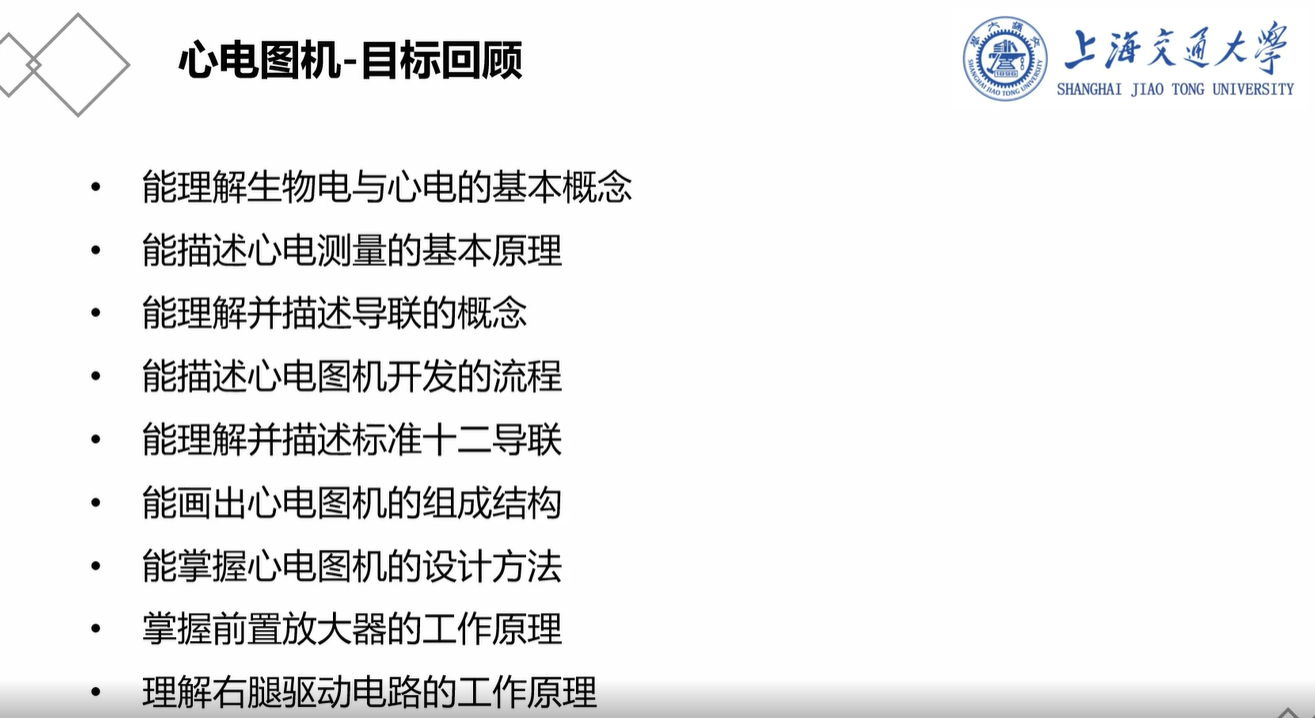 心电图机-目标回顾
上海交通大学
SHANGHAI JIAO TONG UNIVERSITY
• 能理解生物电与心电的基本概念
• 能描述心电测量的基本原理
• 能理解并描述导联的概念
• 能描述心电图机开发的流程
• 能理解并描述标准十二导联
• 能画出心电图机的组成结构
• 能掌握心电图机的设计方法
• 掌握前置放大器的工作原理
• 理解右腿驱动电路的工作原理